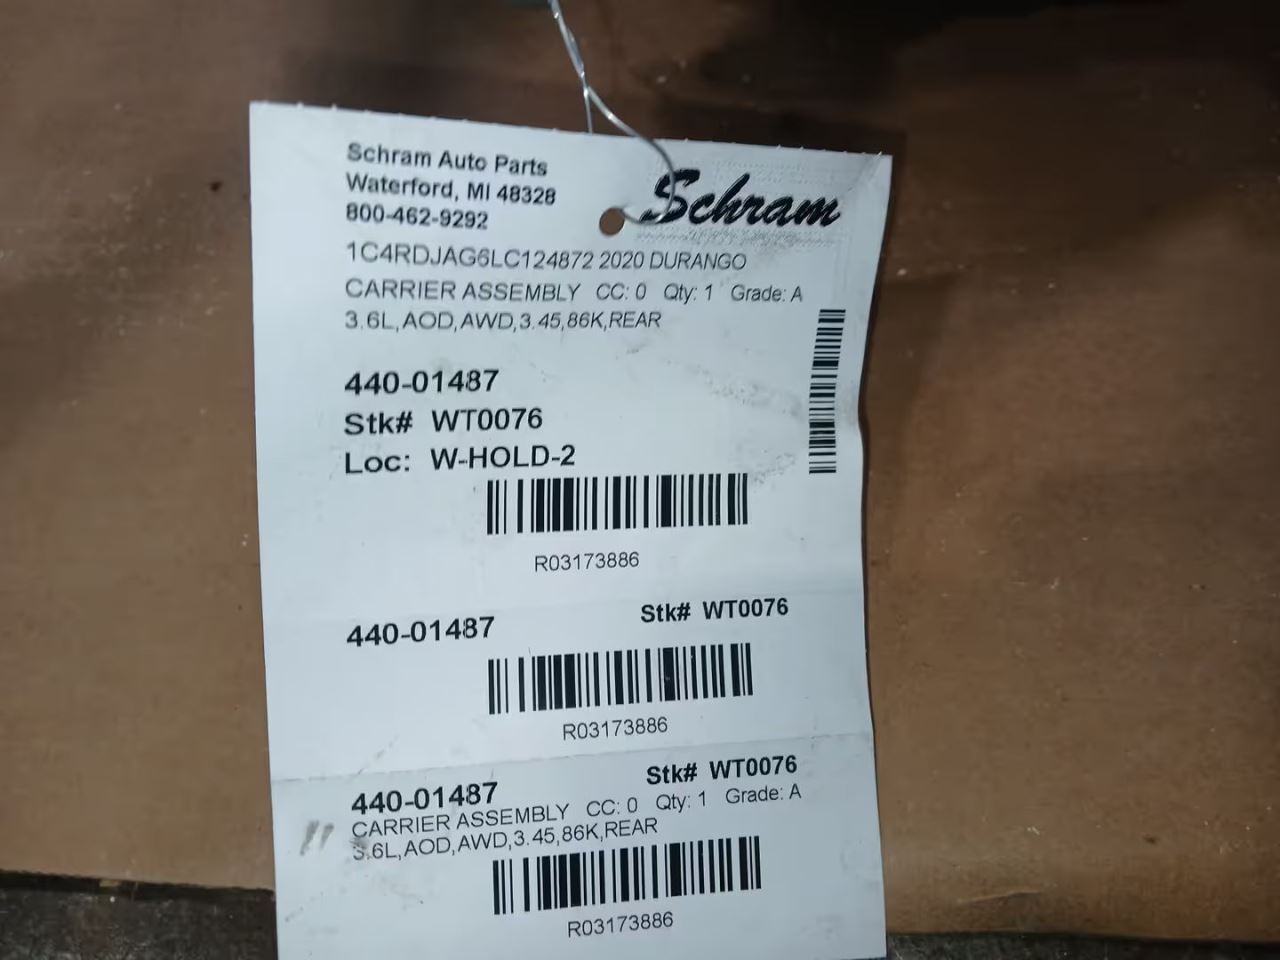 Schram Auto Parts
Waterford, MI 48328
800-462-9292
Schram
1C4RDJAG6LC124872 2020 DURANGO
CARRIER ASSEMBLY CC: 0 Qty: 1 Grade: A
3.6L,AOD,AWD,3.45,86K,REAR
440-01487
Stk# WT0076
Loc: W-HOLD-2
R03173886
440-01487 Stk# WT0076
R03173886
440-01487 Stk# WT0076
CARRIER ASSEMBLY CC: 0 Qty: 1 Grade: A
3.6L,AOD,AWD,3.45,86K,REAR
R03173886